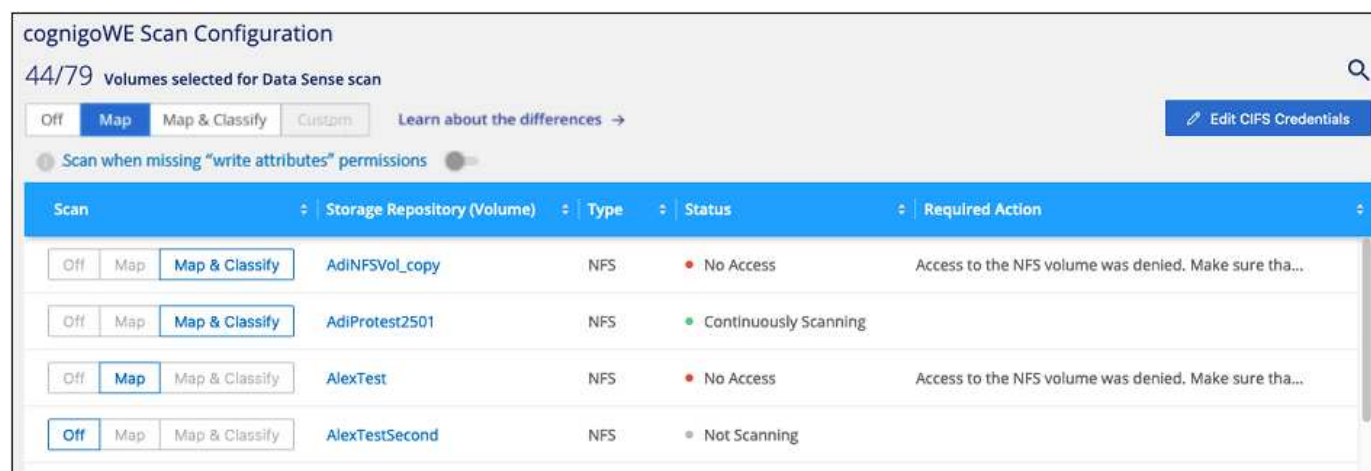 cognigoWE Scan Configuration
44/79 Volumes selected for Data Sense scan
Off Map Map & Classify Custom Learn about the differences → Edit CIFS Credentials
Scan when missing "write attributes" permissions
Scan Storage Repository (Volume) Type Status Required Action
Off Map Map & Classify AdiNFSVol_copy NFS No Access Access to the NFS volume was denied. Make sure tha...
Off Map Map & Classify AdiProtest2501 NFS Continuously Scanning
Off Map Map & Classify AlexTest NFS No Access Access to the NFS volume was denied. Make sure tha...
Off Map Map & Classify AlexTestSecond NFS Not Scanning